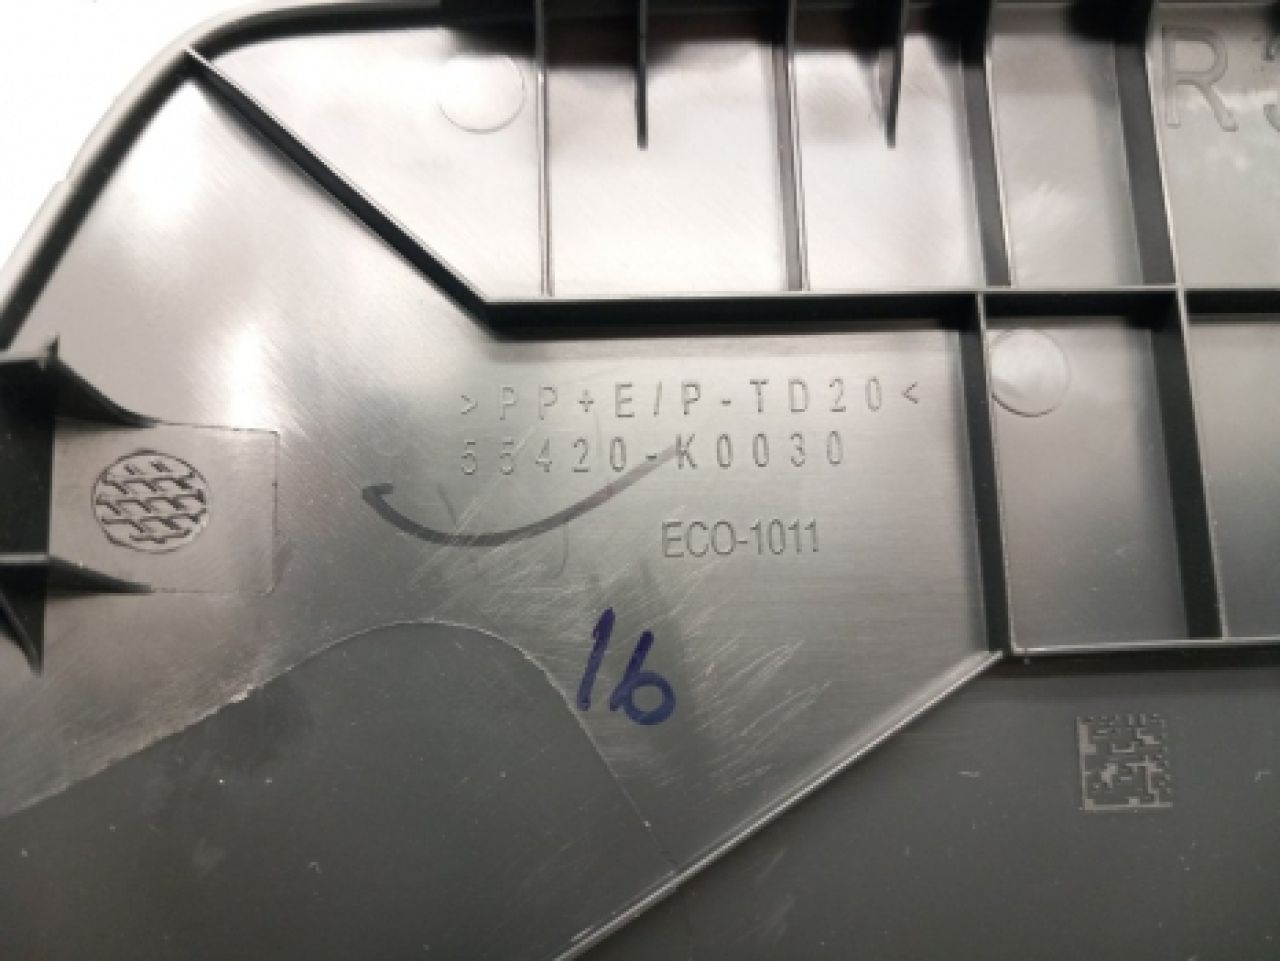 R
>PP+E/P-TD20<
55420-K0030
ECO-1011
16